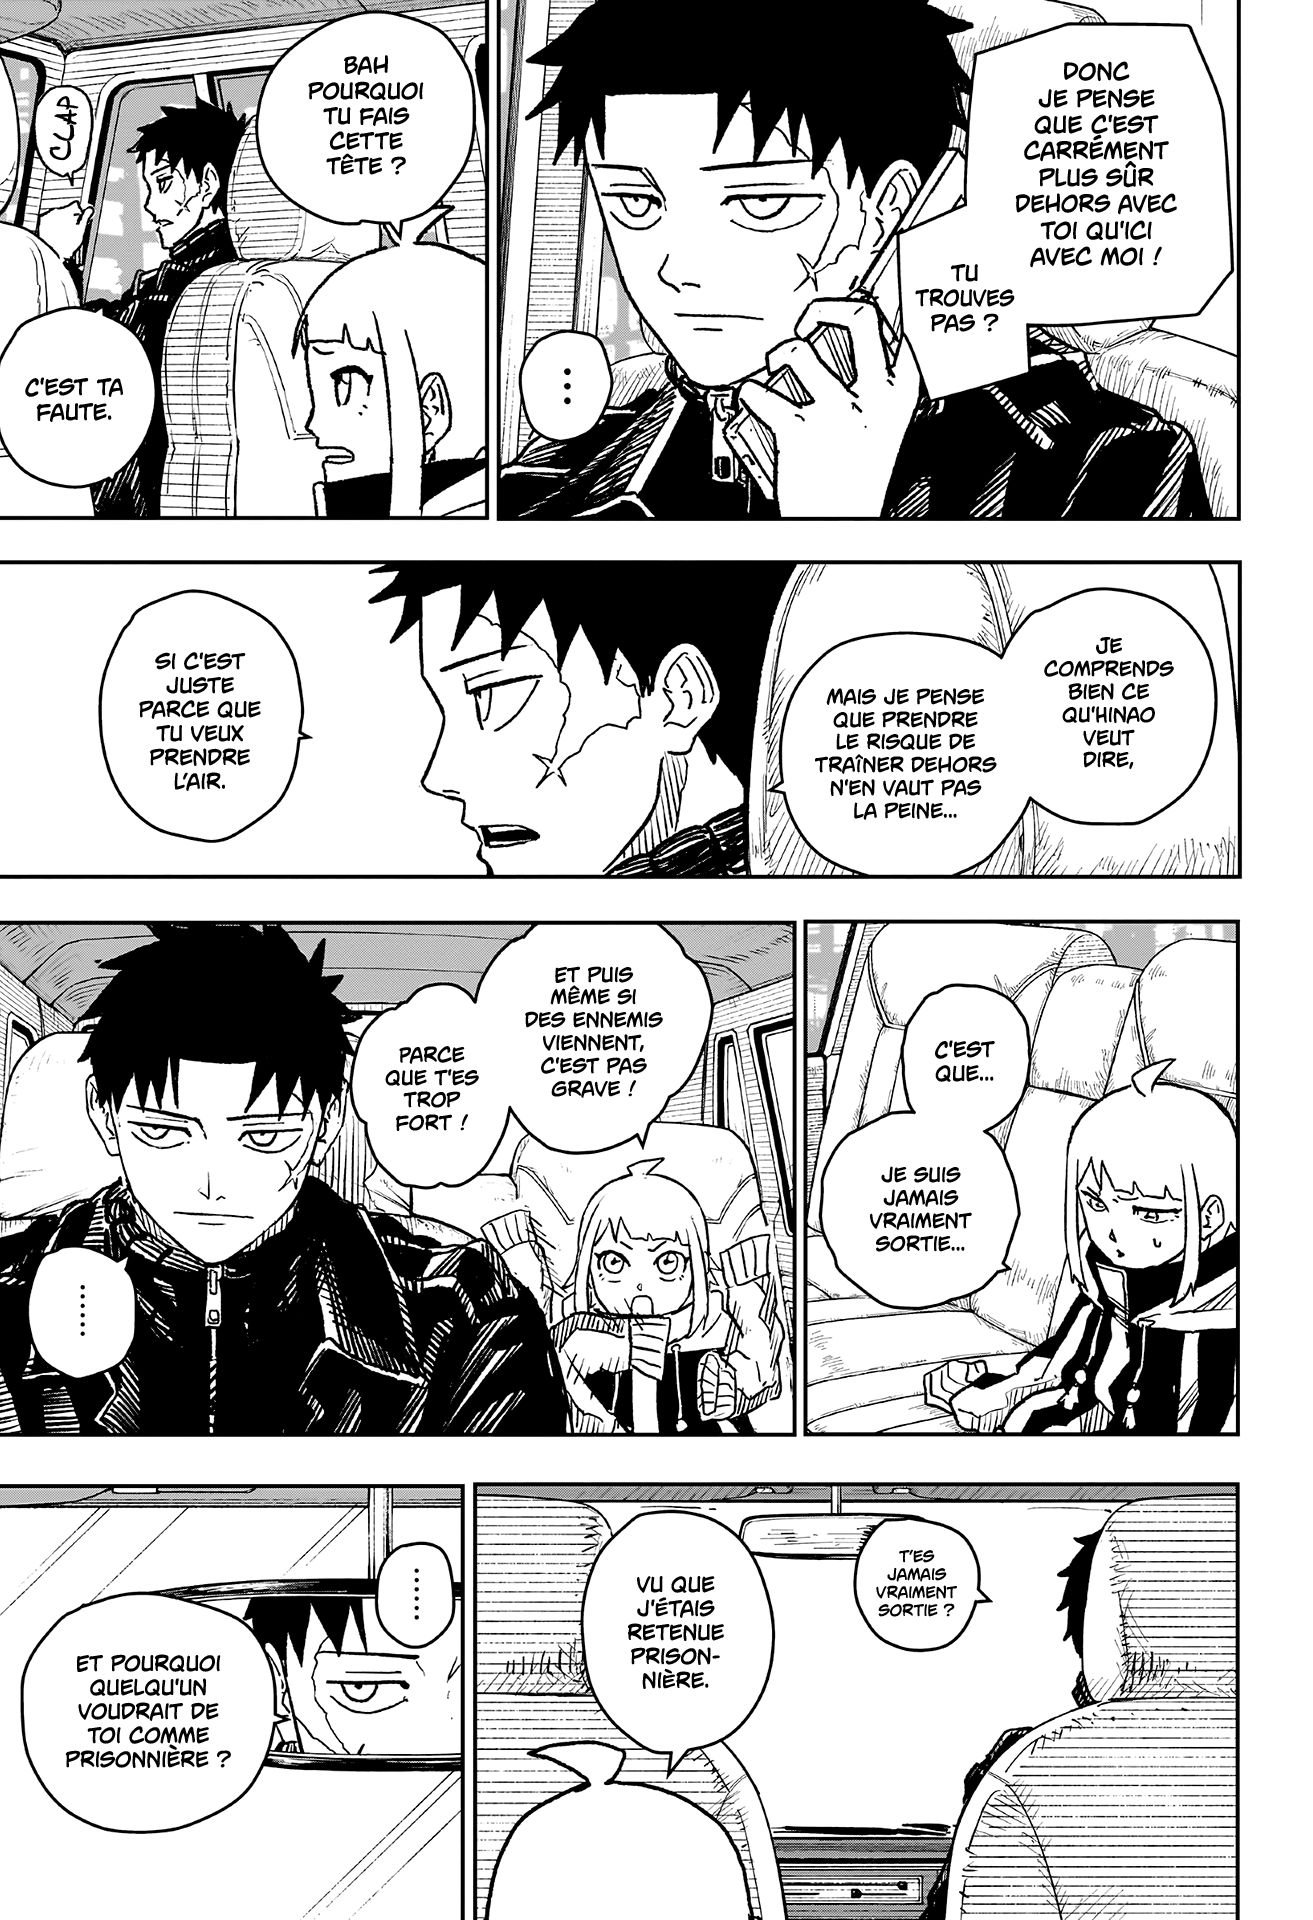 DONC
JE PENSE
QUE C'EST
CARRÉMENT
PLUS SÛR
DEHORS AVEC
TOI QU'ICI
AVEC MOI !
TU
TROUVES
PAS ?
...
CLAP
BAH
POURQUOI
TU FAIS
CETTE
TÊTE ?
C'EST TA
FAUTE.
JE
COMPRENDS
BIEN CE
QU'HINAO
VEUT
DIRE,
MAIS JE PENSE
QUE PRENDRE
LE RISQUE DE
TRAÎNER DEHORS
N'EN VAUT PAS
LA PEINE...
SI C'EST
JUSTE
PARCE QUE
TU VEUX
PRENDRE
L'AIR.
C'EST
QUE...
JE SUIS
JAMAIS
VRAIMENT
SORTIE...
ET PUIS
MÊME SI
DES ENNEMIS
VIENNENT,
C'EST PAS
GRAVE !
PARCE
QUE T'ES
TROP
FORT !
......
T'ES
JAMAIS
VRAIMENT
SORTIE ?
VU QUE
J'ÉTAIS
RETENUE
PRISON-
NIÈRE.
......
ET POURQUOI
QUELQU'UN
VOUDRAIT DE
TOI COMME
PRISONNIÈRE ?